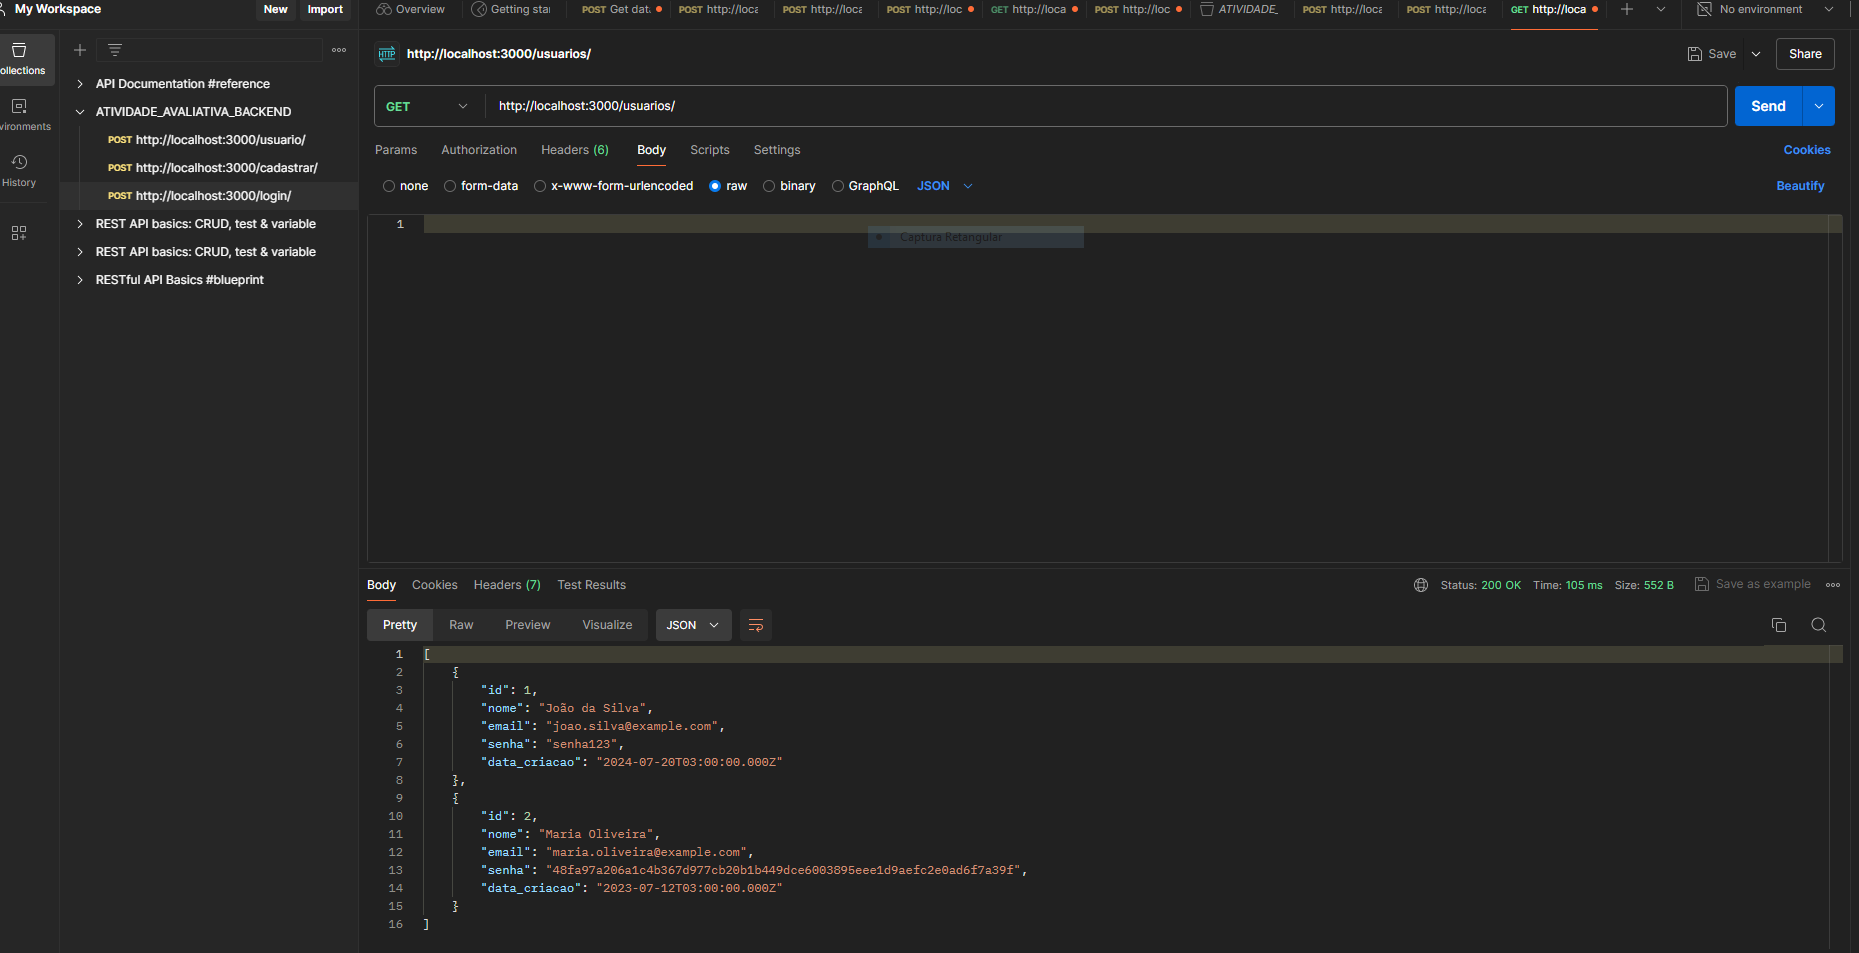 My Workspace
New
Import
Overview
Getting sta
POST Get dat.
POST http://loca
POST http://loca
POST http://loc
GET http://loca
POST http://loc
ATIVIDADE_
POST http://loca
POST http://loca
GET http://loca
No environment
ollections
vironments
History
API Documentation #reference
ATIVIDADE_AVALIATIVA_BACKEND
POST http://localhost:3000/usuario/
POST http://localhost:3000/cadastrar/
POST http://localhost:3000/login/
REST API basics: CRUD, test & variable
REST API basics: CRUD, test & variable
RESTful API Basics #blueprint
HTTP http://localhost:3000/usuarios/
Save
Share
GET
http://localhost:3000/usuarios/
Send
Params
Authorization
Headers (6)
Body
Scripts
Settings
Cookies
none
form-data
x-www-form-urlencoded
raw
binary
GraphQL
JSON
Beautify
1
Captura Retangular
Body
Cookies
Headers (7)
Test Results
Status: 200 OK
Time: 105 ms
Size: 552 B
Save as example
Pretty
Raw
Preview
Visualize
JSON
1 [
2 {
3 "id": 1,
4 "nome": "João da Silva",
5 "email": "joao.silva@example.com",
6 "senha": "senha123",
7 "data_criacao": "2024-07-20T03:00:00.000Z"
8 },
9 {
10 "id": 2,
11 "nome": "Maria Oliveira",
12 "email": "maria.oliveira@example.com",
13 "senha": "48fa97a206a1c4b367d977cb20b1b449dce6003895eee1d9aefc2e0ad6f7a39f",
14 "data_criacao": "2023-07-12T03:00:00.000Z"
15 }
16 ]